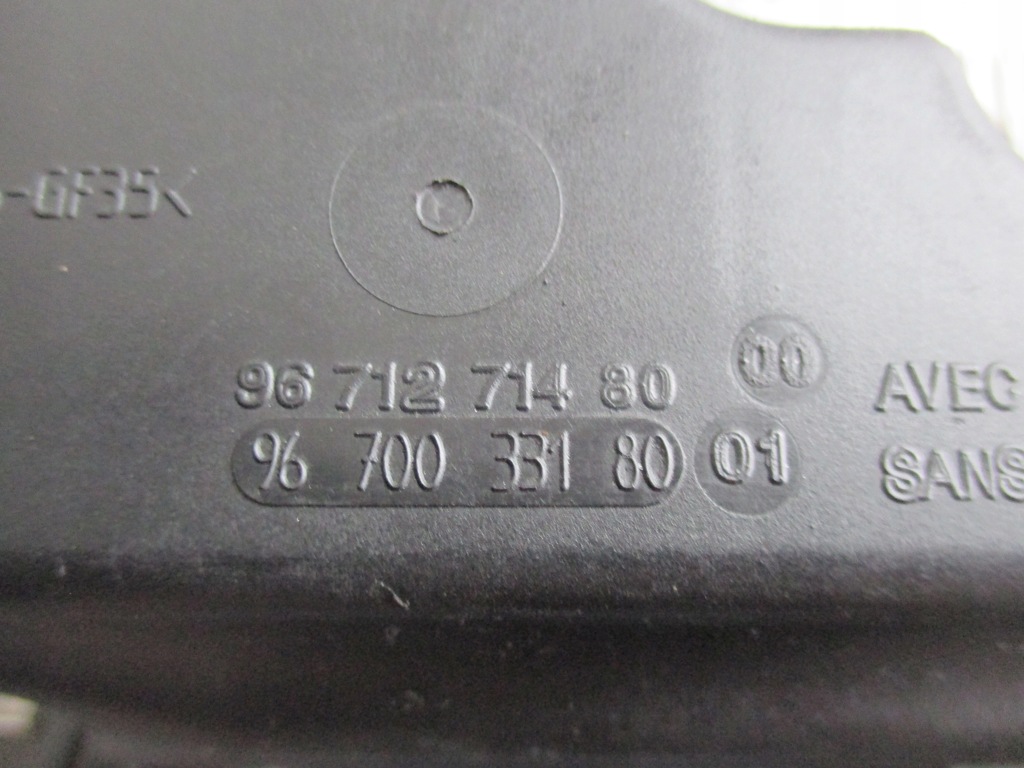 -GF35<
96 712 714 80 00 AVEC
96 700 331 80 01 SANS